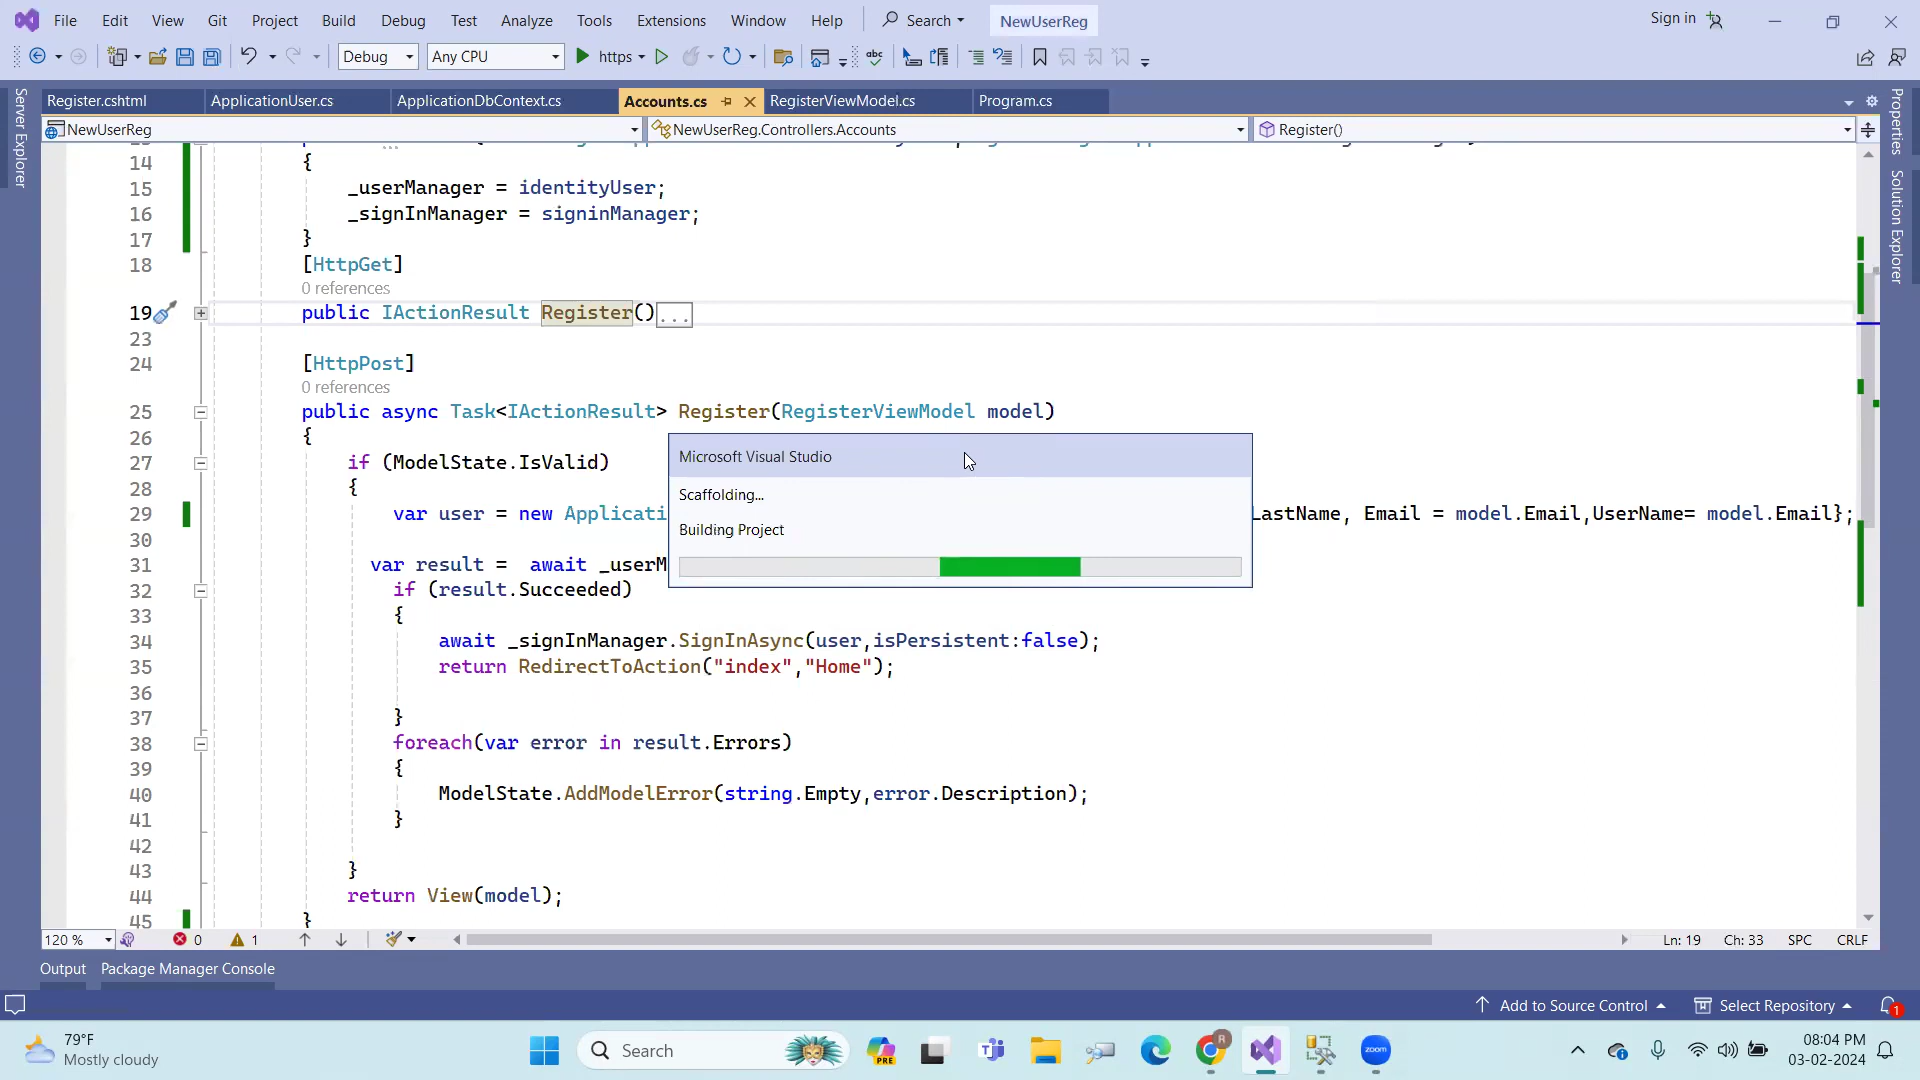 File Edit View Git Project Build Debug Test Analyze Tools Extensions Window Help Search NewUserReg Sign in
Debug Any CPU https
Register.cshtml ApplicationUser.cs ApplicationDbContext.cs Accounts.cs RegisterViewModel.cs Program.cs
NewUserReg NewUserReg.Controllers.Accounts Register()
Server Explorer
Properties
Solution Explorer
14 {
15 _userManager = identityUser;
16 _signInManager = signinManager;
17 }
18 [HttpGet]
0 references
19 public IActionResult Register()...
23
24 [HttpPost]
0 references
25 public async Task<IActionResult> Register(RegisterViewModel model)
26 {
27 if (ModelState.IsValid)
28 {
29 var user = new Applicati LastName, Email = model.Email,UserName= model.Email};
30
31 var result = await _userM
32 if (result.Succeeded)
33 {
34 await _signInManager.SignInAsync(user,isPersistent:false);
35 return RedirectToAction("index","Home");
36
37 }
38 foreach(var error in result.Errors)
39 {
40 ModelState.AddModelError(string.Empty,error.Description);
41 }
42
43 }
44 return View(model);
45 }
Microsoft Visual Studio
Scaffolding...
Building Project
120 % 0 1 Ln: 19 Ch: 33 SPC CRLF
Output Package Manager Console
Add to Source Control Select Repository 1
79°F
Mostly cloudy
Search
PRE
R
zoom
08:04 PM
03-02-2024